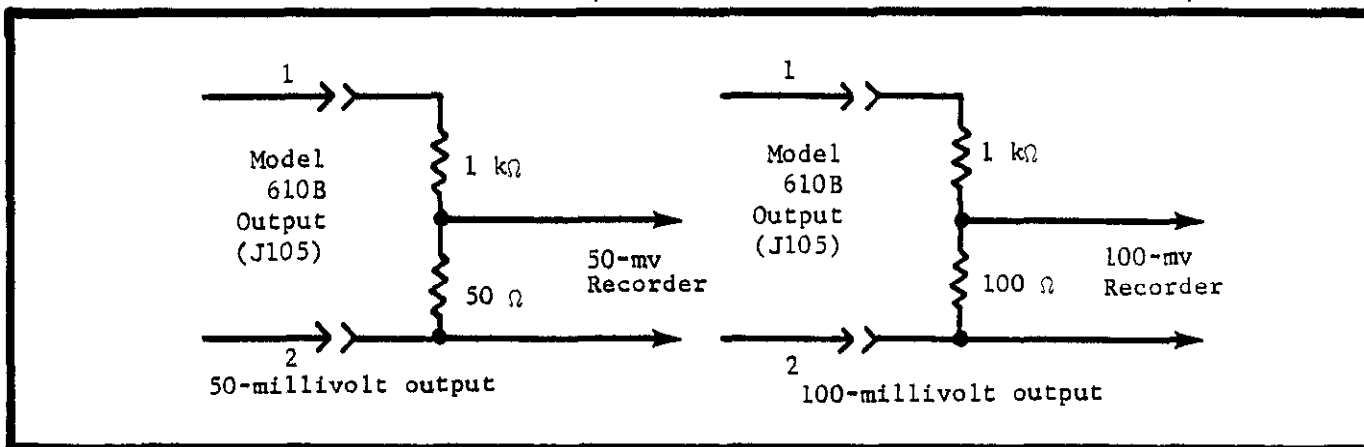 1
Model
610B
Output
(J105)
1 kΩ
50 Ω
50-mv
Recorder
2
50-millivolt output
1
Model
610B
Output
(J105)
1 kΩ
100 Ω
100-mv
Recorder
2
100-millivolt output